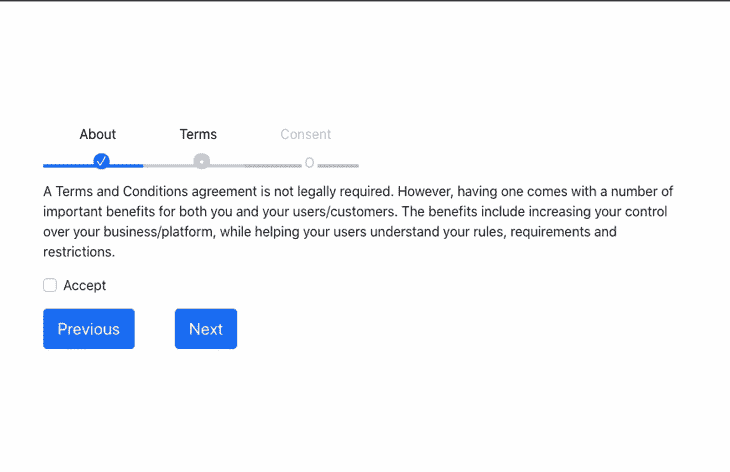 About Terms Consent
A Terms and Conditions agreement is not legally required. However, having one comes with a number of
important benefits for both you and your users/customers. The benefits include increasing your control
over your business/platform, while helping your users understand your rules, requirements and
restrictions.
Accept
Previous Next